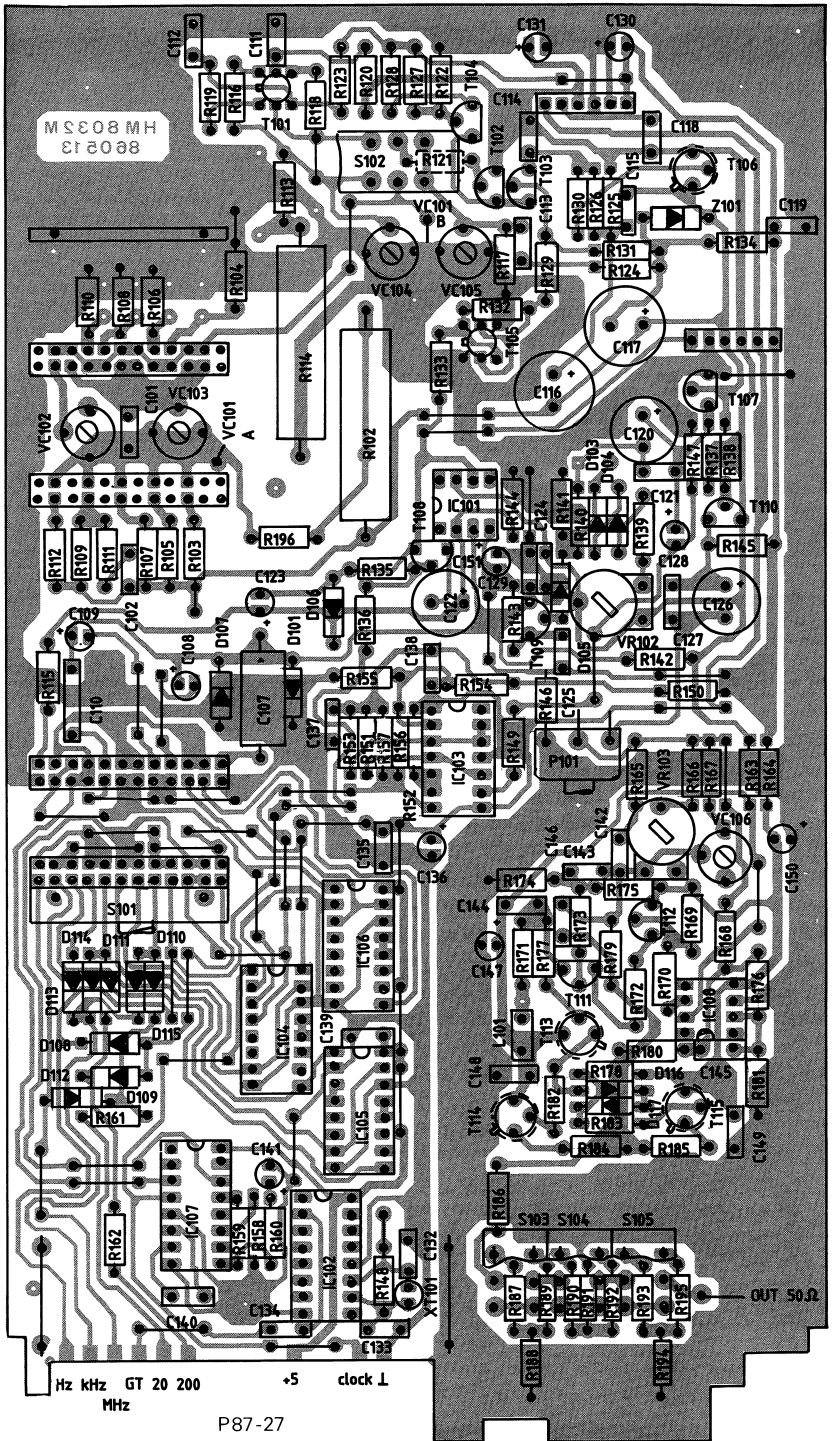 C112
C111
C131
C130
R119
R116
R123
R120
R128
R127
R122
T104
R118
T101
C114
C118
HM8032M
860513
S102
R121
T102
T103
C115
T106
R113
VC101
B
C113
R130
R126
R125
Z101
C119
R104
R117
R129
R131
R124
R134
R110
R108
R106
VC104
VC105
R132
T105
C117
R114
R133
C116
C101
VC103
VC101
A
VC102
R102
T107
C120
R147
R137
R138
D103
D104
IC101
R144
C124
R141
R140
R139
C121
T110
R112
R109
R111
R107
R105
R103
R196
T108
C151
C129
C128
R145
R135
C102
C123
D106
R136
C122
R143
C126
C109
D107
D101
T109
D105
VR102
C127
C108
C138
R142
R115
C110
C107
R155
R154
R146
C125
R150
C137
R153
R151
R157
R156
IC103
R149
P101
R165
VR103
R166
R167
R163
R164
R152
C146
C142
VC106
C135
C136
C143
C150
R174
R175
S101
C144
R173
T112
R169
R168
D114
D111
D110
IC106
C147
R171
R177
R179
R176
D113
IC104
T111
R172
R170
IC108
D115
C139
C101
T113
D108
R180
C145
D112
D109
IC105
C148
R178
D116
R181
R161
T114
R182
R183
D117
T115
C149
R184
R185
IC107
C141
R186
R162
R159
R158
R160
IC102
C132
S103
S104
S105
R148
XT101
R187
R189
R190
R191
R192
R193
R195
OUT 50Ω
C140
C134
C133
R188
R194
Hz kHz GT 20 200
MHz
+5 clock ⊥
P87-27